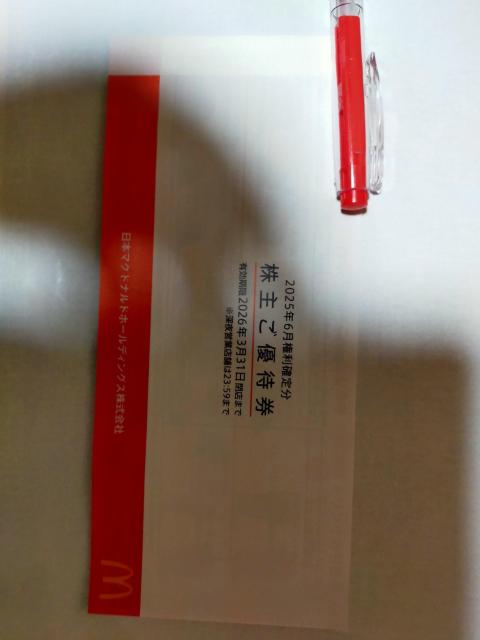 2025年6月権利確定分
株主ご優待券
有効期限 2026年3月31日閉店まで
※深夜営業店舗は23:59まで
日本マクドナルドホールディングス株式会社